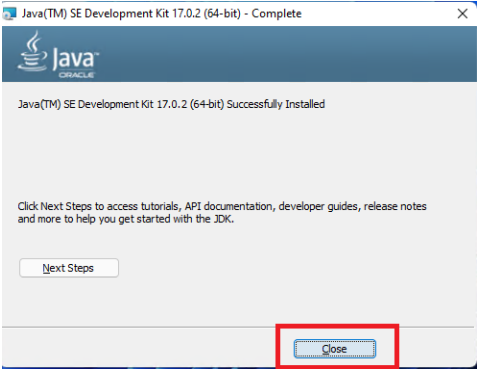 Java(TM) SE Development Kit 17.0.2 (64-bit) - Complete
Java™
ORACLE
Java(TM) SE Development Kit 17.0.2 (64-bit) Successfully Installed
Click Next Steps to access tutorials, API documentation, developer guides, release notes
and more to help you get started with the JDK.
Next Steps
Close